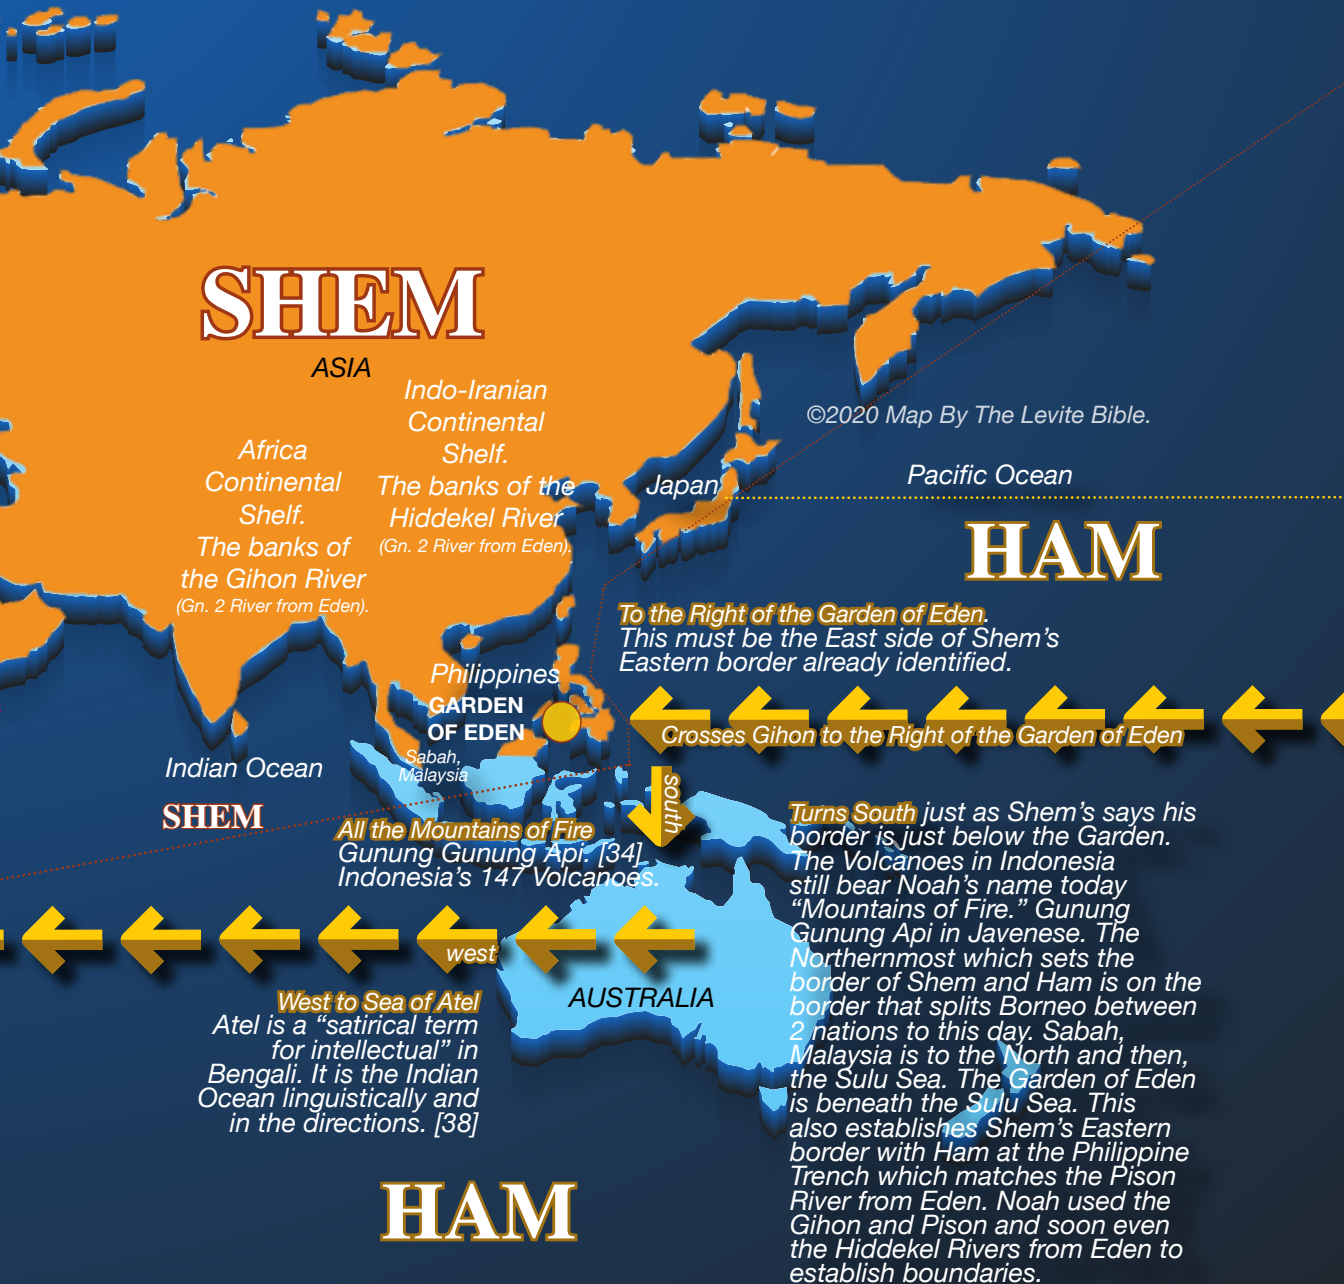 SHEM
ASIA
Indo-Iranian
Continental
Shelf.
The banks of the
Hiddekel River
(Gn. 2 River from Eden).
Africa
Continental
Shelf.
The banks of
the Gihon River
(Gn. 2 River from Eden).
©2020 Map By The Levite Bible.
Japan
Pacific Ocean
HAM
To the Right of the Garden of Eden.
This must be the East side of Shem's
Eastern border already identified.
Philippines
GARDEN
OF EDEN
Sabah,
Malaysia
Crosses Gihon to the Right of the Garden of Eden
Indian Ocean
SHEM
south
All the Mountains of Fire
Gunung Gunung Api. [34]
Indonesia's 147 Volcanoes.
Turns South just as Shem's says his
border is just below the Garden.
The Volcanoes in Indonesia
still bear Noah's name today
“Mountains of Fire.” Gunung
Gunung Api in Javenese. The
Northernmost which sets the
border of Shem and Ham is on the
border that splits Borneo between
2 nations to this day. Sabah,
Malaysia is to the North and then,
the Sulu Sea. The Garden of Eden
is beneath the Sulu Sea. This
also establishes Shem's Eastern
border with Ham at the Philippine
Trench which matches the Pison
River from Eden. Noah used the
Gihon and Pison and soon even
the Hiddekel Rivers from Eden to
establish boundaries.
west
AUSTRALIA
West to Sea of Atel
Atel is a “satirical term
for intellectual” in
Bengali. It is the Indian
Ocean linguistically and
in the directions. [38]
HAM